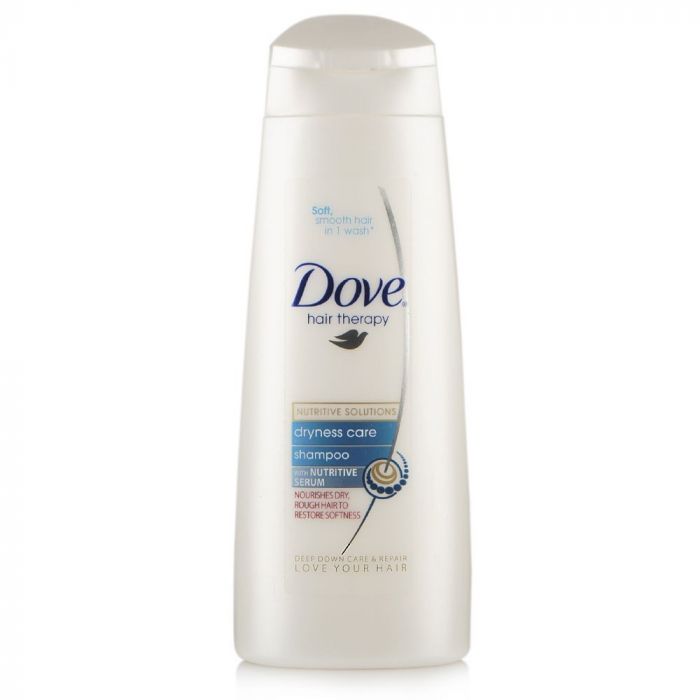 Soft,
smooth hair
in 1 wash*
Dove®
hair therapy
NUTRITIVE SOLUTIONS
dryness care
shampoo
with NUTRITIVE
SERUM
NOURISHES DRY,
ROUGH HAIR TO
RESTORE SOFTNESS
DEEP DOWN CARE & REPAIR
LOVE YOUR HAIR